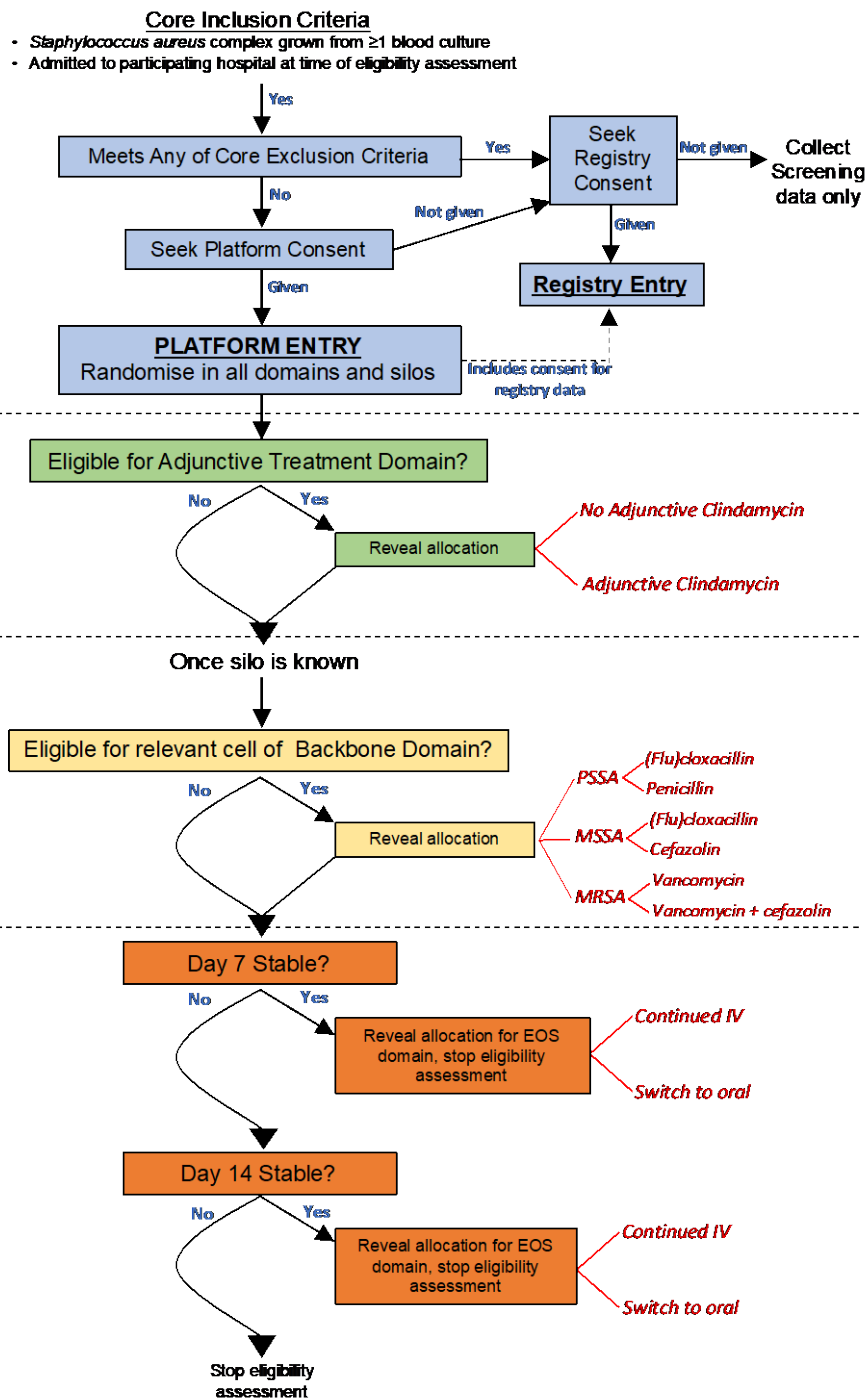 Core Inclusion Criteria
• Staphylococcus aureus complex grown from ≥1 blood culture
• Admitted to participating hospital at time of eligibility assessment
Yes
Meets Any of Core Exclusion Criteria
Yes
Seek
Registry
Consent
Not given
Collect
Screening
data only
No
Not given
Given
Seek Platform Consent
Given
Registry Entry
PLATFORM ENTRY
Randomise in all domains and silos
Includes consent for
registry data
Eligible for Adjunctive Treatment Domain?
No
Yes
Reveal allocation
No Adjunctive Clindamycin
Adjunctive Clindamycin
Once silo is known
Eligible for relevant cell of Backbone Domain?
No
Yes
Reveal allocation
PSSA
(Flu)cloxacillin
Penicillin
MSSA
(Flu)cloxacillin
Cefazolin
MRSA
Vancomycin
Vancomycin + cefazolin
Day 7 Stable?
No
Yes
Reveal allocation for EOS
domain, stop eligibility
assessment
Continued IV
Switch to oral
Day 14 Stable?
No
Yes
Reveal allocation for EOS
domain, stop eligibility
assessment
Continued IV
Switch to oral
Stop eligibility
assessment